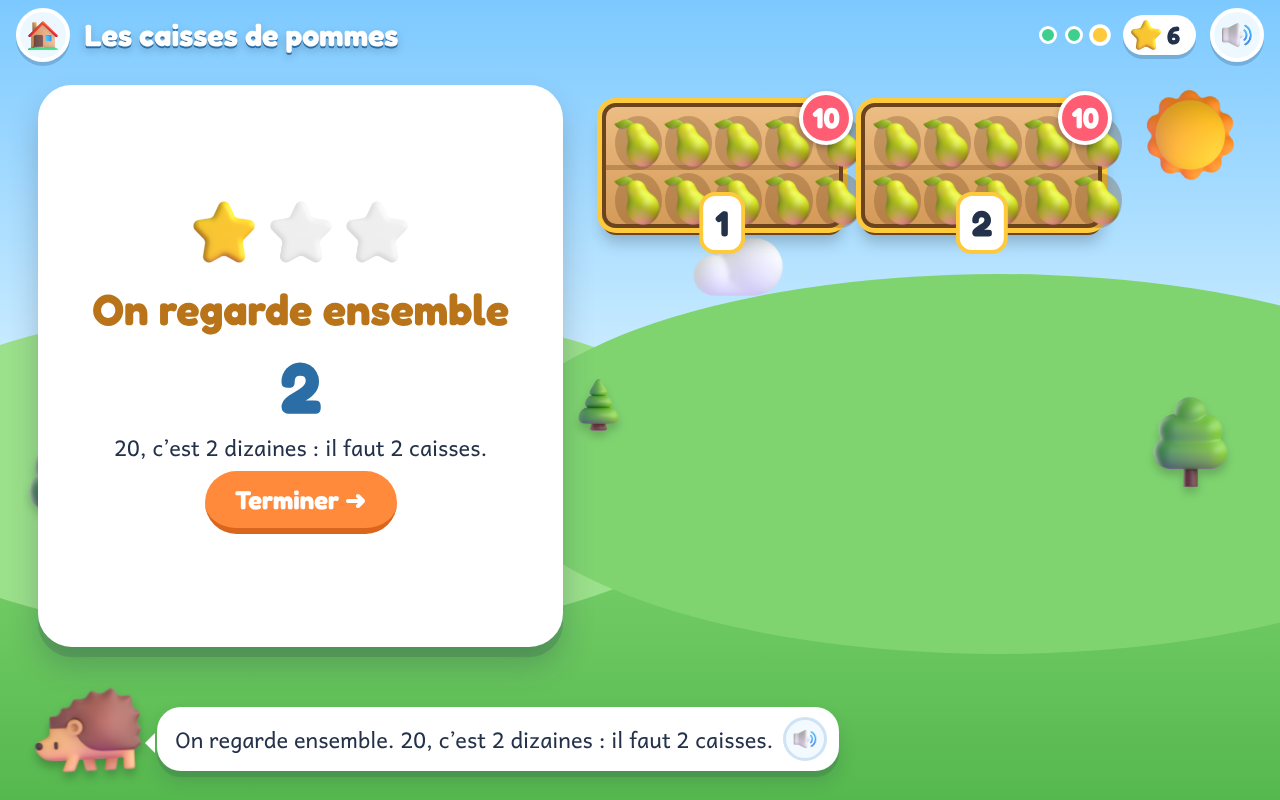 Les caisses de pommes
6
10
10
1
2
On regarde ensemble
2
20, c’est 2 dizaines : il faut 2 caisses.
Terminer ➜
On regarde ensemble. 20, c’est 2 dizaines : il faut 2 caisses.